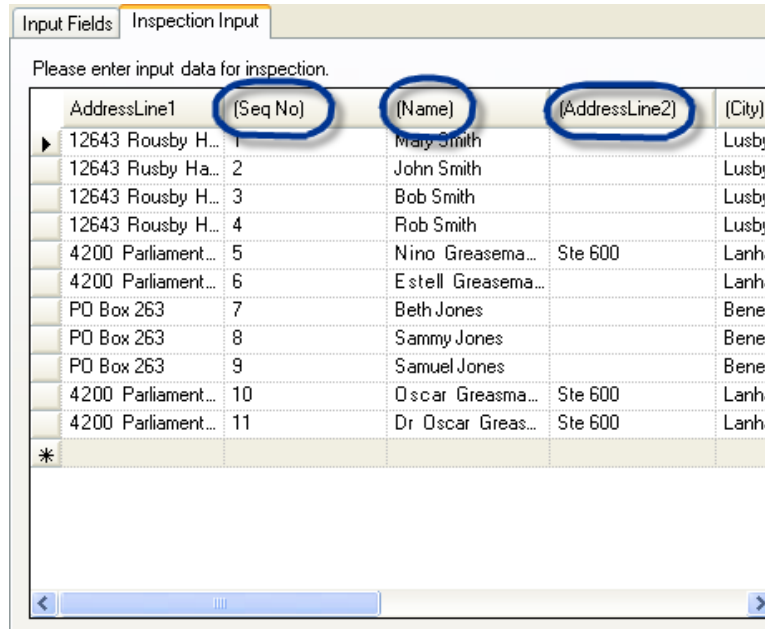 Input Fields Inspection Input
Please enter input data for inspection.
AddressLine1 (Seq No) (Name) (AddressLine2) (City)
12643 Rousby H... 1 Mary Smith Lusby
12643 Rusby Ha... 2 John Smith Lusby
12643 Rousby H... 3 Bob Smith Lusby
12643 Rousby H... 4 Rob Smith Lusby
4200 Parliament... 5 Nino Greasema... Ste 600 Lanh
4200 Parliament... 6 Estell Greasema... Lanh
PO Box 263 7 Beth Jones Bene
PO Box 263 8 Sammy Jones Bene
PO Box 263 9 Samuel Jones Bene
4200 Parliament... 10 Oscar Greasma... Ste 600 Lanh
4200 Parliament... 11 Dr Oscar Greas... Ste 600 Lanh